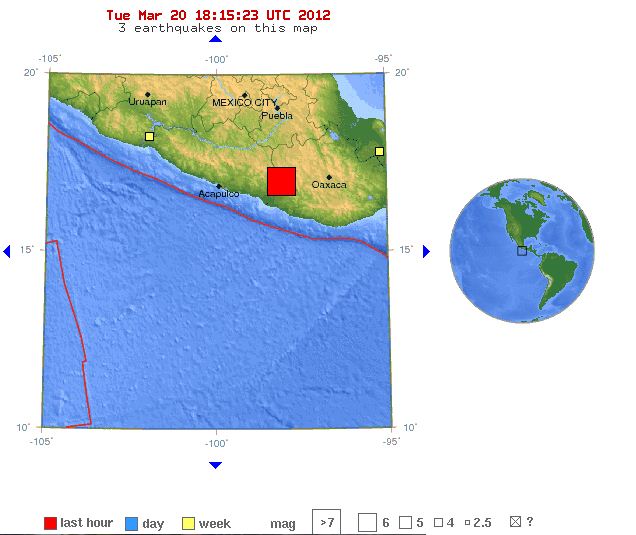 Tue Mar 20 18:15:23 UTC 2012
3 earthquakes on this map
-105° -100° -95°
20° 20°
Uruapan MEXICO CITY
Puebla
Acapulco Oaxaca
15° 15°
10° 10°
-105° -100° -95°
last hour day week mag >7 6 5 4 2.5 ?